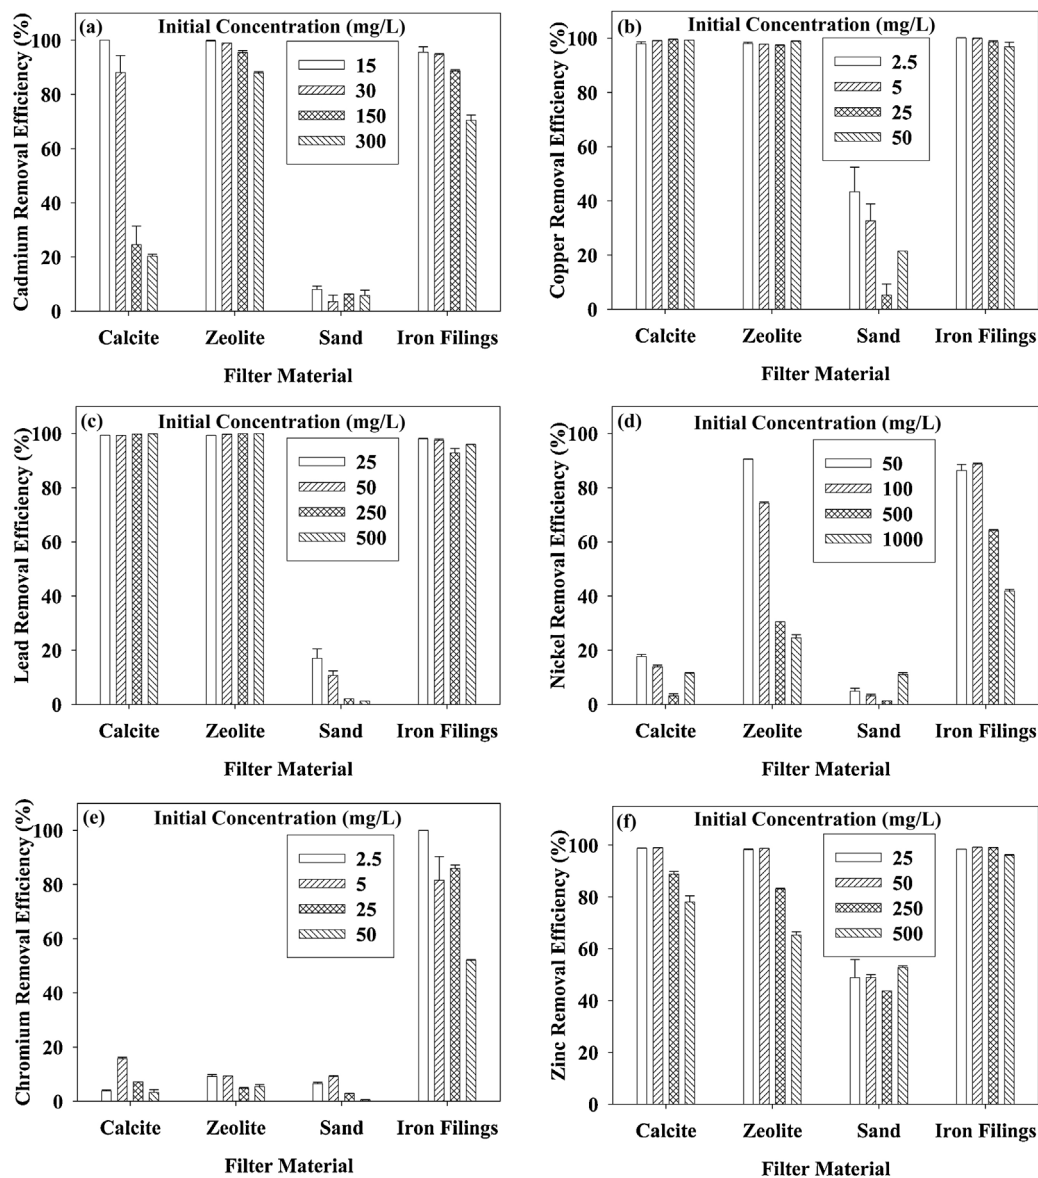 (a) Initial Concentration (mg/L)
Cadmium Removal Efficiency (%)
100
80
60
40
20
0
15
30
150
300
Calcite Zeolite Sand Iron Filings
Filter Material
(b) Initial Concentration (mg/L)
Copper Removal Efficiency (%)
100
80
60
40
20
0
2.5
5
25
50
Calcite Zeolite Sand Iron Filings
Filter Material
(c) Initial Concentration (mg/L)
Lead Removal Efficiency (%)
100
80
60
40
20
0
25
50
250
500
Calcite Zeolite Sand Iron Filings
Filter Material
(d) Initial Concentration (mg/L)
Nickel Removal Efficiency (%)
100
80
60
40
20
0
50
100
500
1000
Calcite Zeolite Sand Iron Filings
Filter Material
(e) Initial Concentration (mg/L)
Chromium Removal Efficiency (%)
100
80
60
40
20
0
2.5
5
25
50
Calcite Zeolite Sand Iron Filings
Filter Material
(f) Initial Concentration (mg/L)
Zinc Removal Efficiency (%)
100
80
60
40
20
0
25
50
250
500
Calcite Zeolite Sand Iron Filings
Filter Material